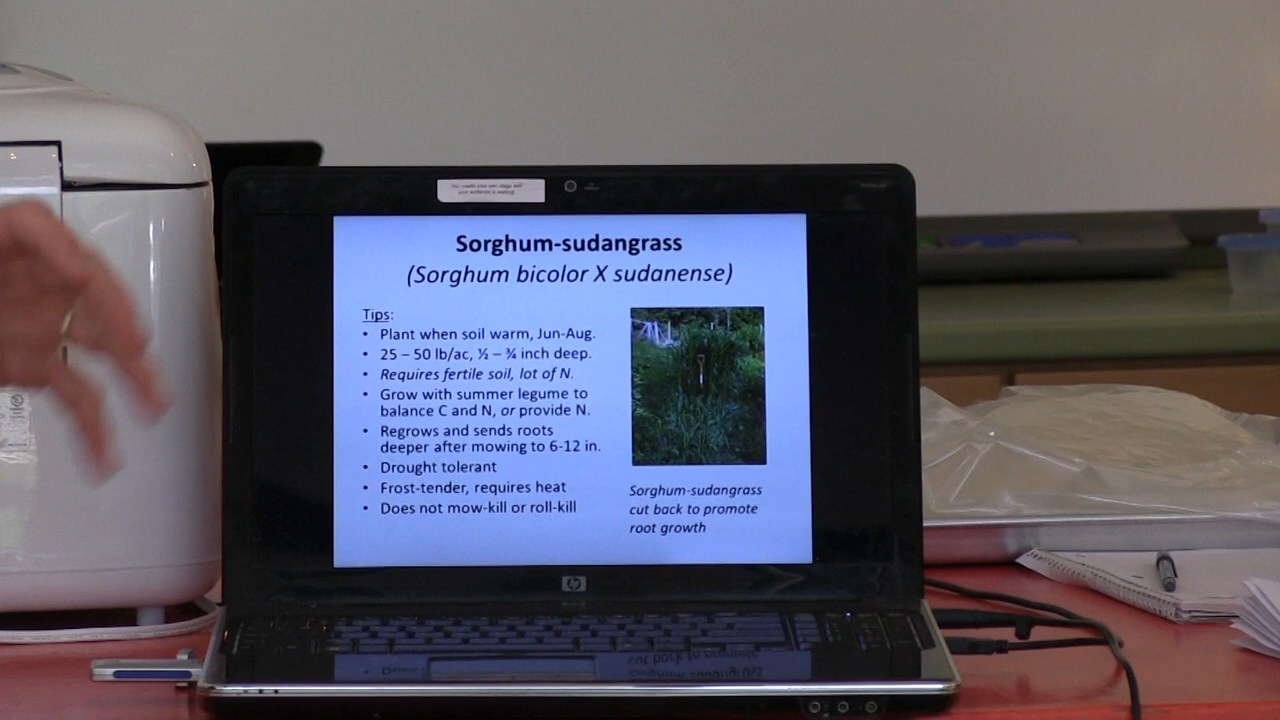 Sorghum-sudangrass
(Sorghum bicolor X sudanense)
Tips:
• Plant when soil warm, Jun-Aug.
• 25 – 50 lb/ac, ½ – ¾ inch deep.
• Requires fertile soil, lot of N.
• Grow with summer legume to
balance C and N, or provide N.
• Regrows and sends roots
deeper after mowing to 6-12 in.
• Drought tolerant
• Frost-tender, requires heat
• Does not mow-kill or roll-kill
Sorghum-sudangrass
cut back to promote
root growth
hp